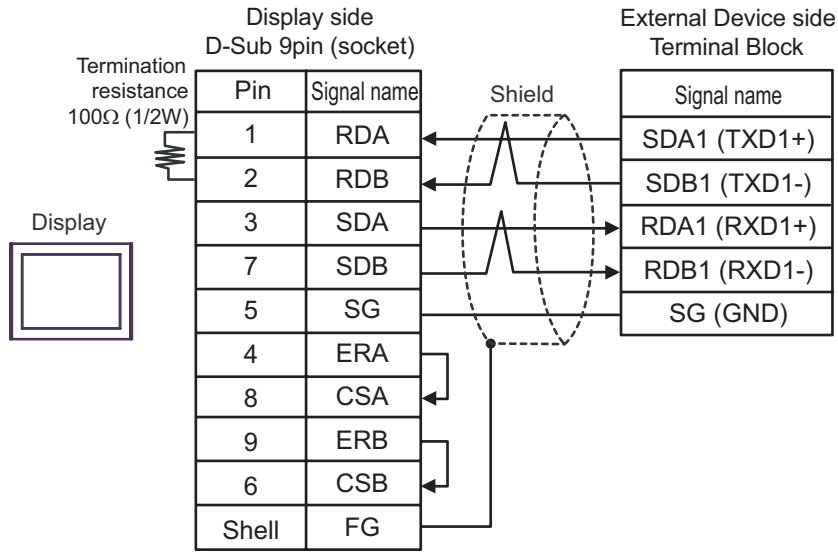 Display side
D-Sub 9pin (socket)
External Device side
Terminal Block
Termination
resistance
100Ω (1/2W)
Pin Signal name
Shield
Signal name
1 RDA
SDA1 (TXD1+)
2 RDB
SDB1 (TXD1-)
Display
3 SDA
RDA1 (RXD1+)
7 SDB
RDB1 (RXD1-)
5 SG
SG (GND)
4 ERA
8 CSA
9 ERB
6 CSB
Shell FG